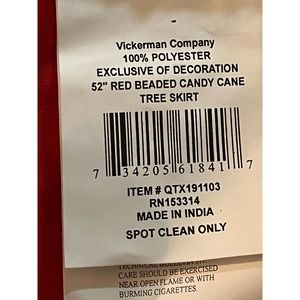 Vickerman Company
100% POLYESTER
EXCLUSIVE OF DECORATION
52" RED BEADED CANDY CANE
TREE SKIRT
7 34205 61841 7
ITEM # QTX191103
RN153314
MADE IN INDIA
SPOT CLEAN ONLY
CARE SHOULD BE EXERCISED
NEAR OPEN FLAME OR WITH
BURNING CIGARETTES.